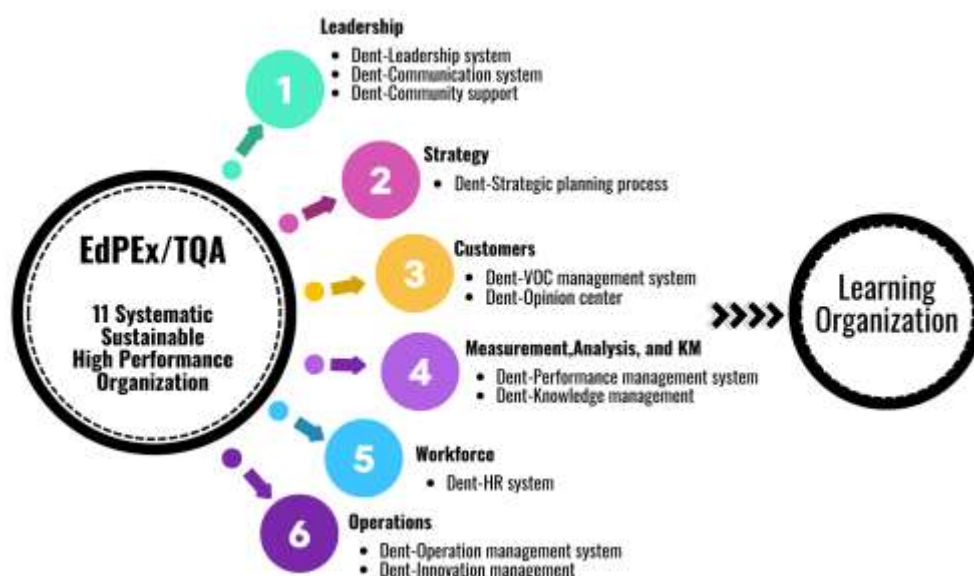 EdPEx/TQA
11 Systematic
Sustainable
High Performance
Organization
1
Leadership
• Dent-Leadership system
• Dent-Communication system
• Dent-Community support
2
Strategy
• Dent-Strategic planning process
3
Customers
• Dent-VOC management system
• Dent-Opinion center
4
Measurement,Analysis, and KM
• Dent-Performance management system
• Dent-Knowledge management
5
Workforce
• Dent-HR system
6
Operations
• Dent-Operation management system
• Dent-Innovation management
Learning
Organization